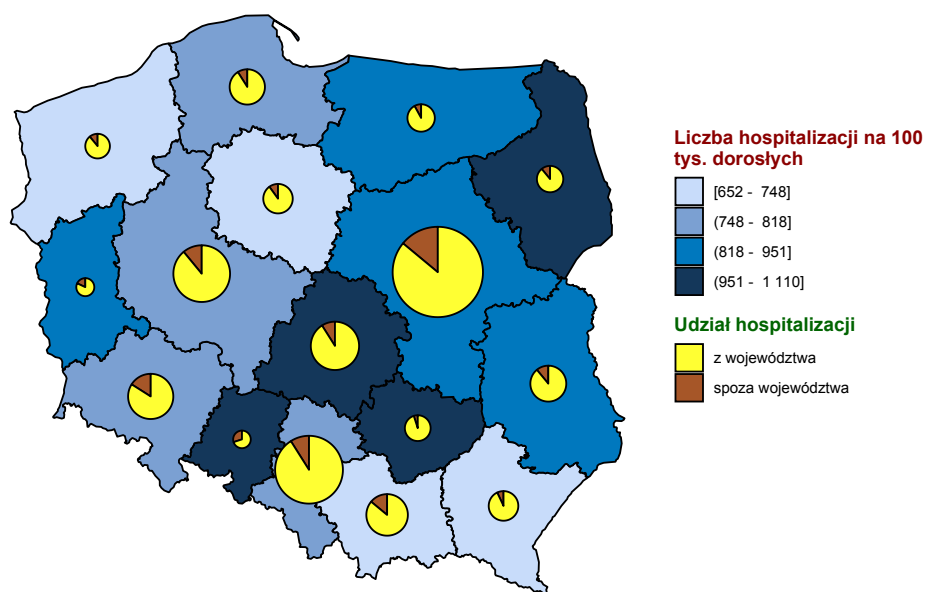 Liczba hospitalizacji na 100
tys. dorosłych
[652 - 748]
(748 - 818]
(818 - 951]
(951 - 1 110]
Udział hospitalizacji
z województwa
spoza województwa